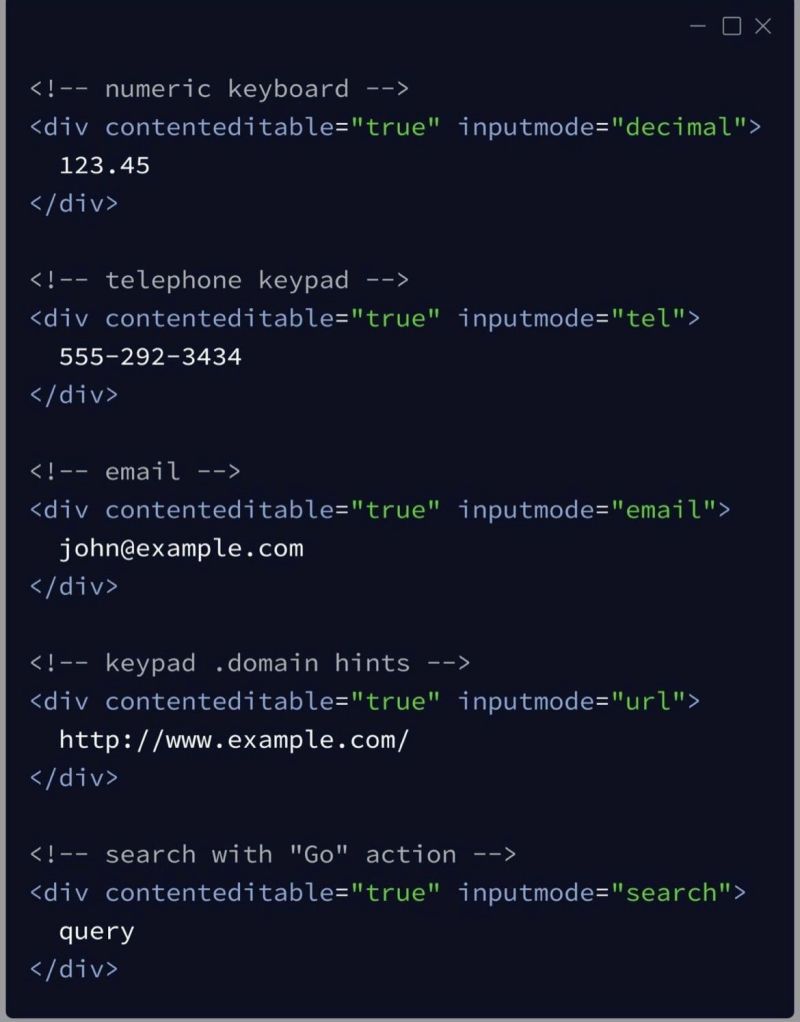 <!-- numeric keyboard -->
<div contenteditable="true" inputmode="decimal">
  123.45
</div>

<!-- telephone keypad -->
<div contenteditable="true" inputmode="tel">
  555-292-3434
</div>

<!-- email -->
<div contenteditable="true" inputmode="email">
  john@example.com
</div>

<!-- keypad .domain hints -->
<div contenteditable="true" inputmode="url">
  http://www.example.com/
</div>

<!-- search with "Go" action -->
<div contenteditable="true" inputmode="search">
  query
</div>